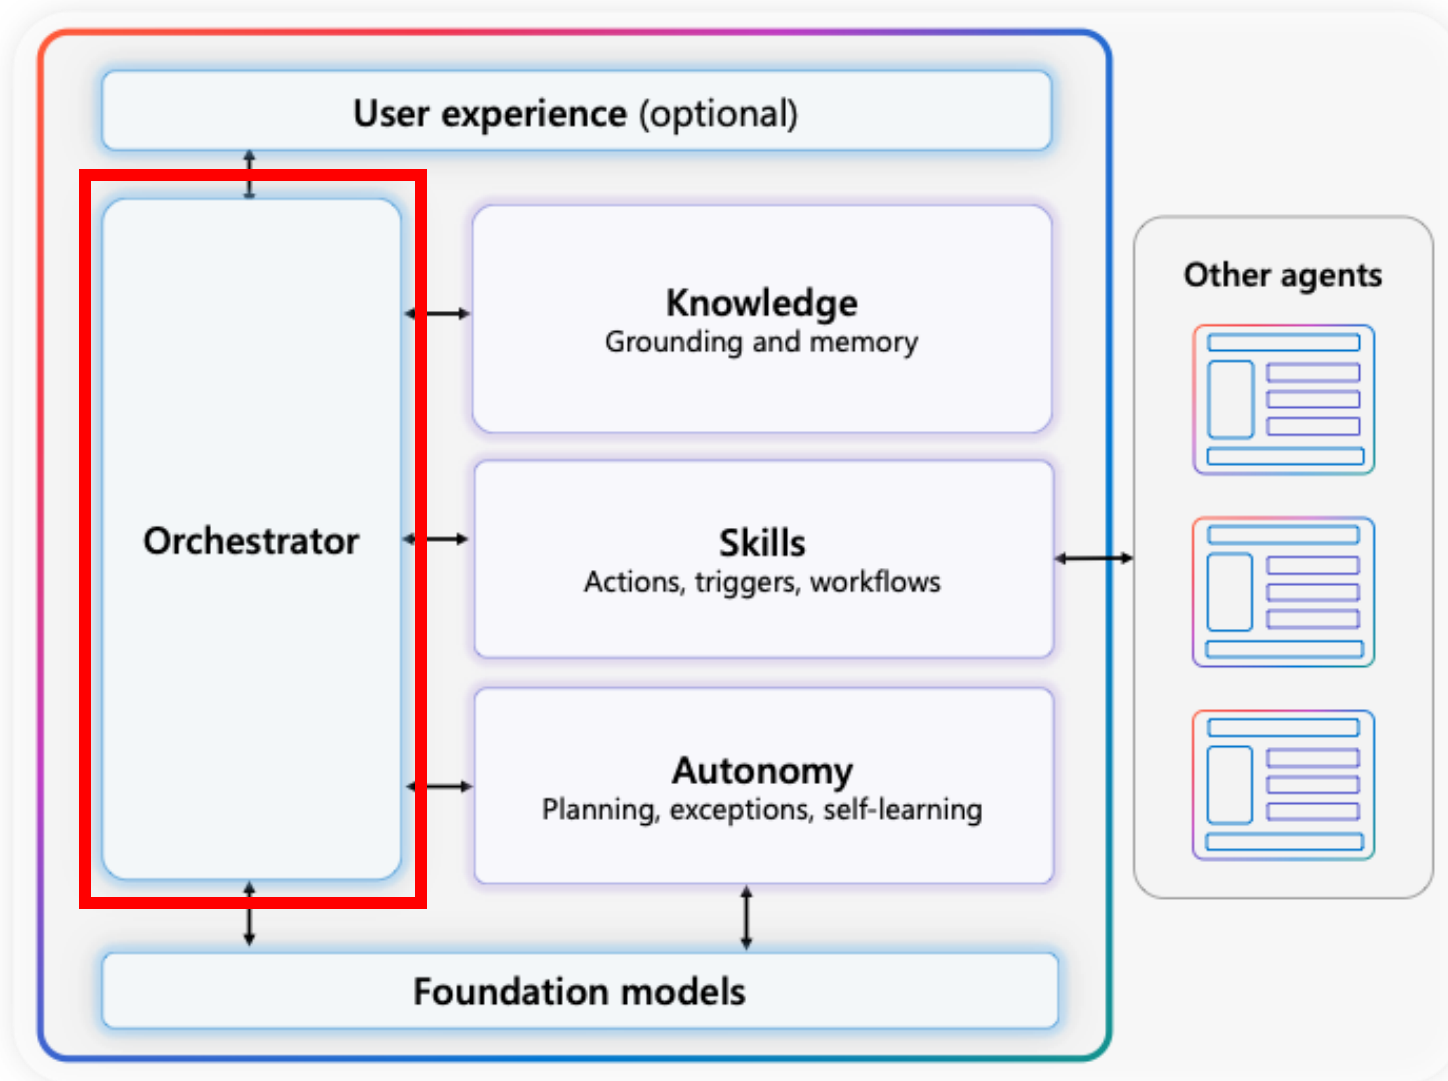 User experience (optional)
Orchestrator
Knowledge
Grounding and memory
Skills
Actions, triggers, workflows
Autonomy
Planning, exceptions, self-learning
Foundation models
Other agents